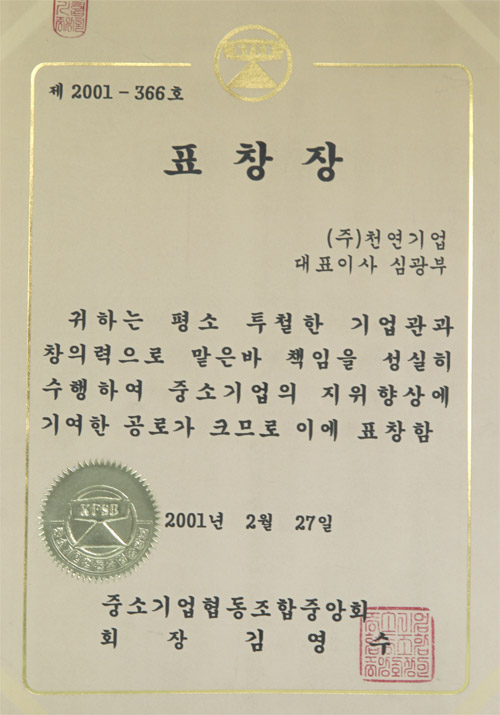 제 2001 - 366호
표 창 장
(주)천연기업
대표이사 심광부
귀하는 평소 투철한 기업관과
창의력으로 맡은바 책임을 성실히
수행하여 중소기업의 지위향상에
기여한 공로가 크므로 이에 표창함
KFSB
2001년 2월 27일
중소기업협동조합중앙회
회 장 김 영 수